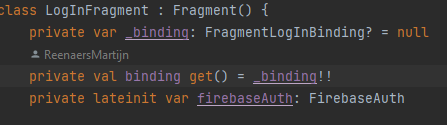 class LogInFragment : Fragment() {
private var _binding: FragmentLogInBinding? = null
ReenaersMartijn
private val binding get() = _binding!!
private lateinit var firebaseAuth: FirebaseAuth